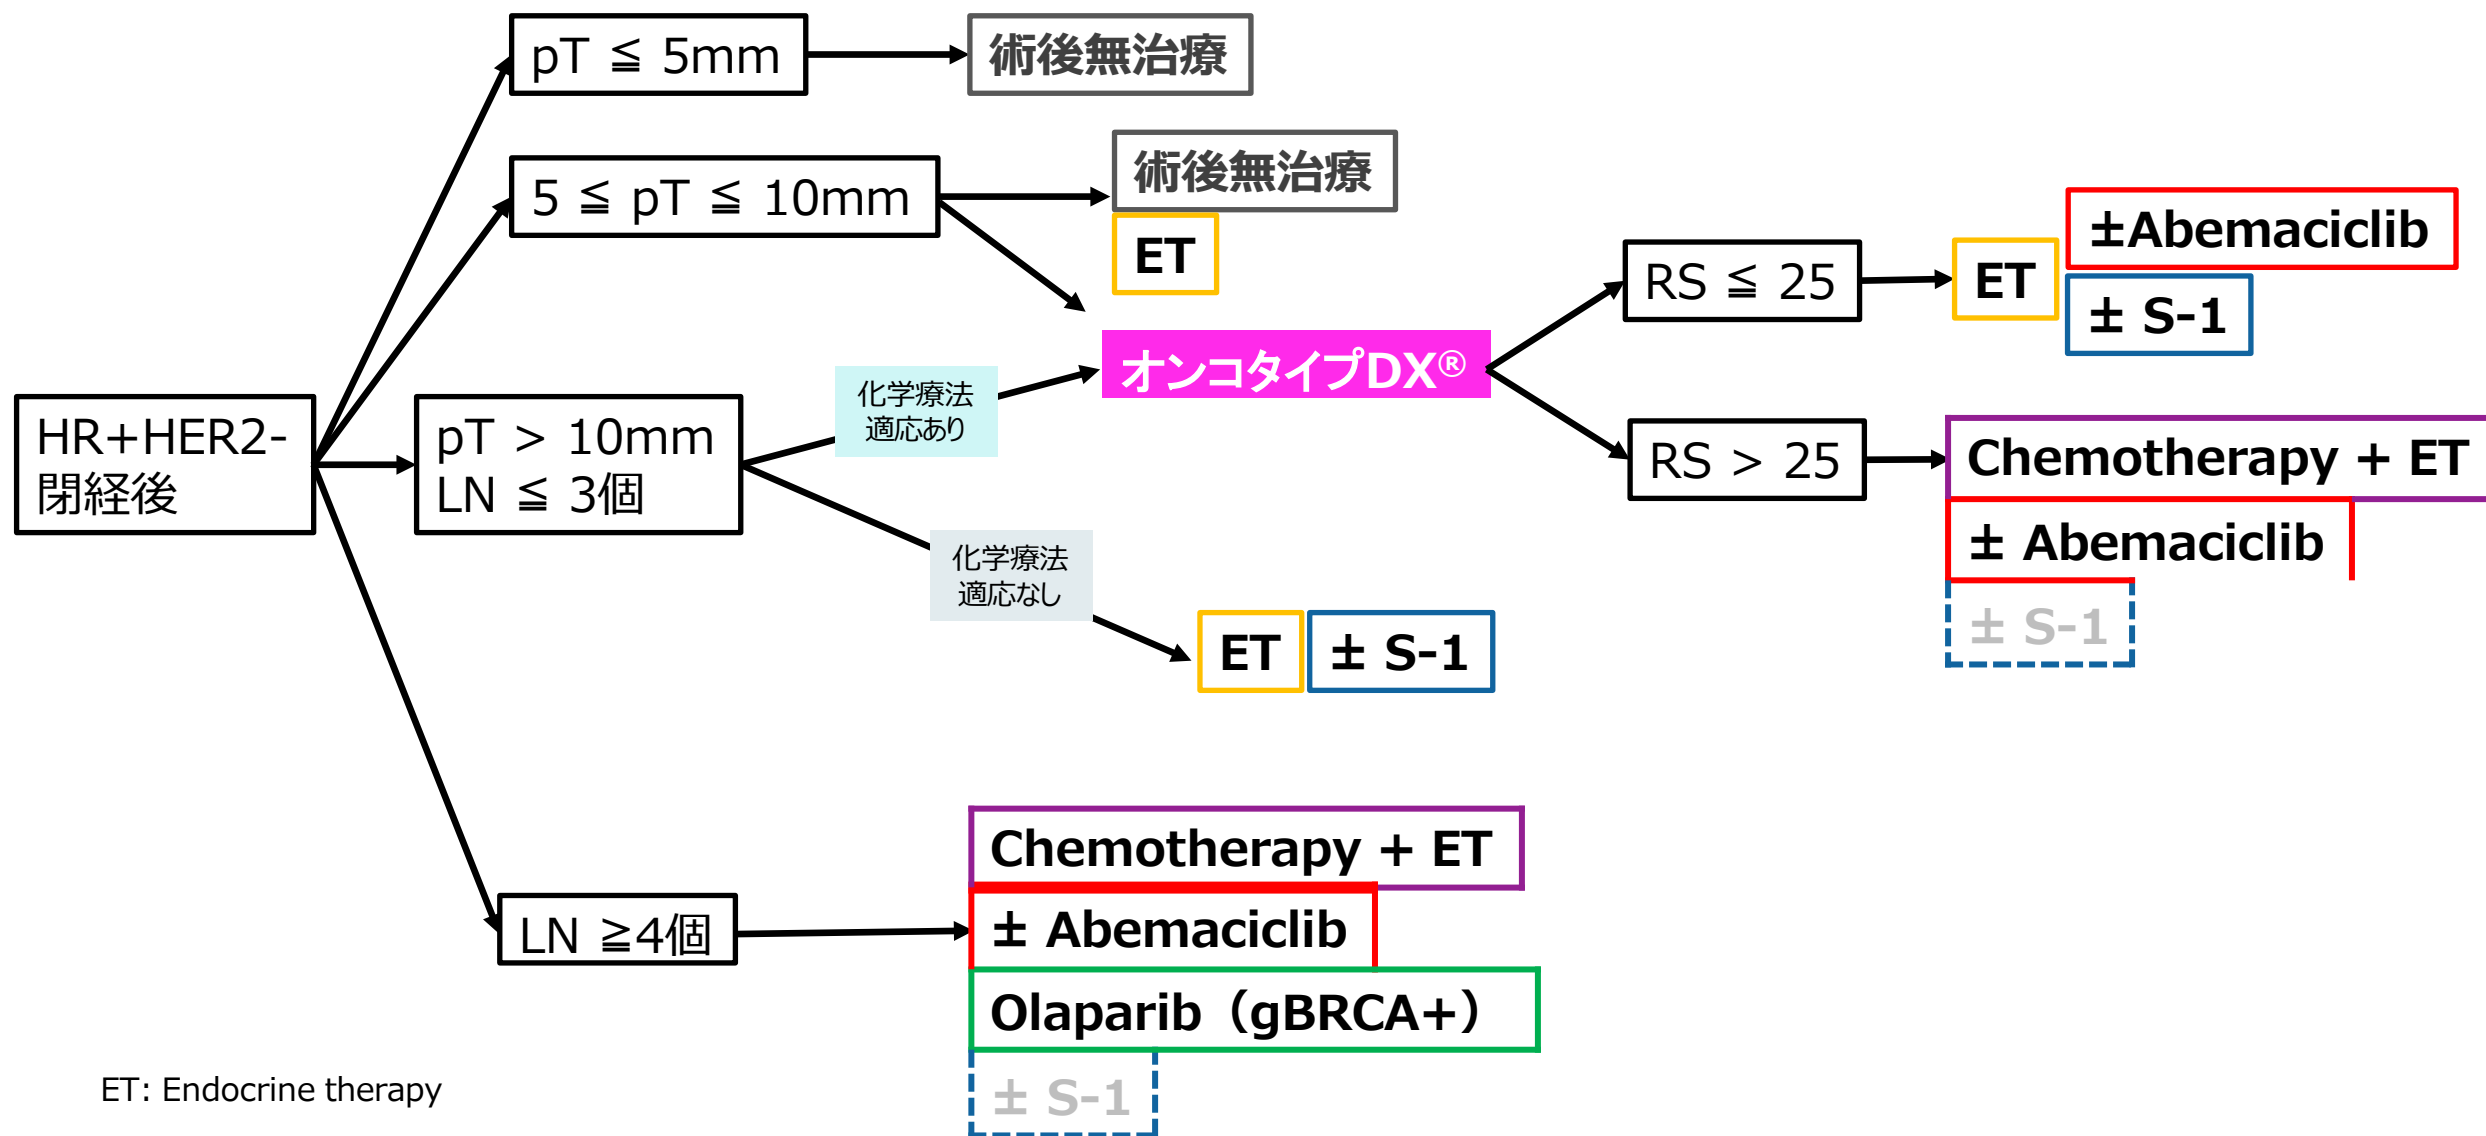 pT ≦ 5mm
術後無治療
5 ≦ pT ≦ 10mm
術後無治療
ET
オンコタイプDX®
RS ≦ 25
ET
±Abemaciclib
± S-1
RS > 25
Chemotherapy + ET
± Abemaciclib
± S-1
HR+HER2-
閉経後
pT > 10mm
LN ≦ 3個
化学療法
適応あり
化学療法
適応なし
ET
± S-1
LN ≧4個
Chemotherapy + ET
± Abemaciclib
Olaparib（gBRCA+）
± S-1
ET: Endocrine therapy